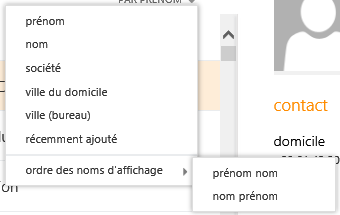 PAR PRÉNOM
prénom
nom
société
ville du domicile
ville (bureau)
récemment ajouté
ordre des noms d'affichage
prénom nom
nom prénom
contact
domicile